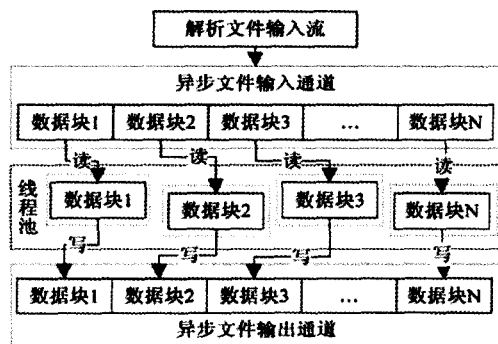 解析文件输入流
异步文件输入通道
数据块1 数据块2 数据块3 … 数据块N
读 读 读 读
线程池
数据块1 数据块2 数据块3 数据块N
写 写 写 写
数据块1 数据块2 数据块3 … 数据块N
异步文件输出通道